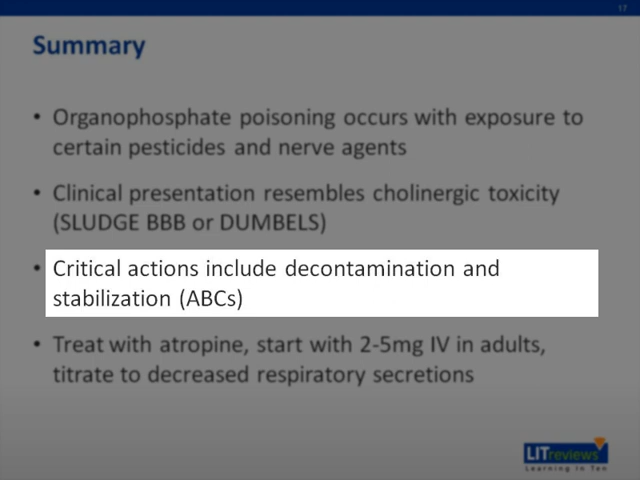 17
Summary
• Organophosphate poisoning occurs with exposure to
certain pesticides and nerve agents
• Clinical presentation resembles cholinergic toxicity
(SLUDGE BBB or DUMBELS)
• Critical actions include decontamination and
stabilization (ABCs)
• Treat with atropine, start with 2-5mg IV in adults,
titrate to decreased respiratory secretions
LITreviews
Learning In Ten